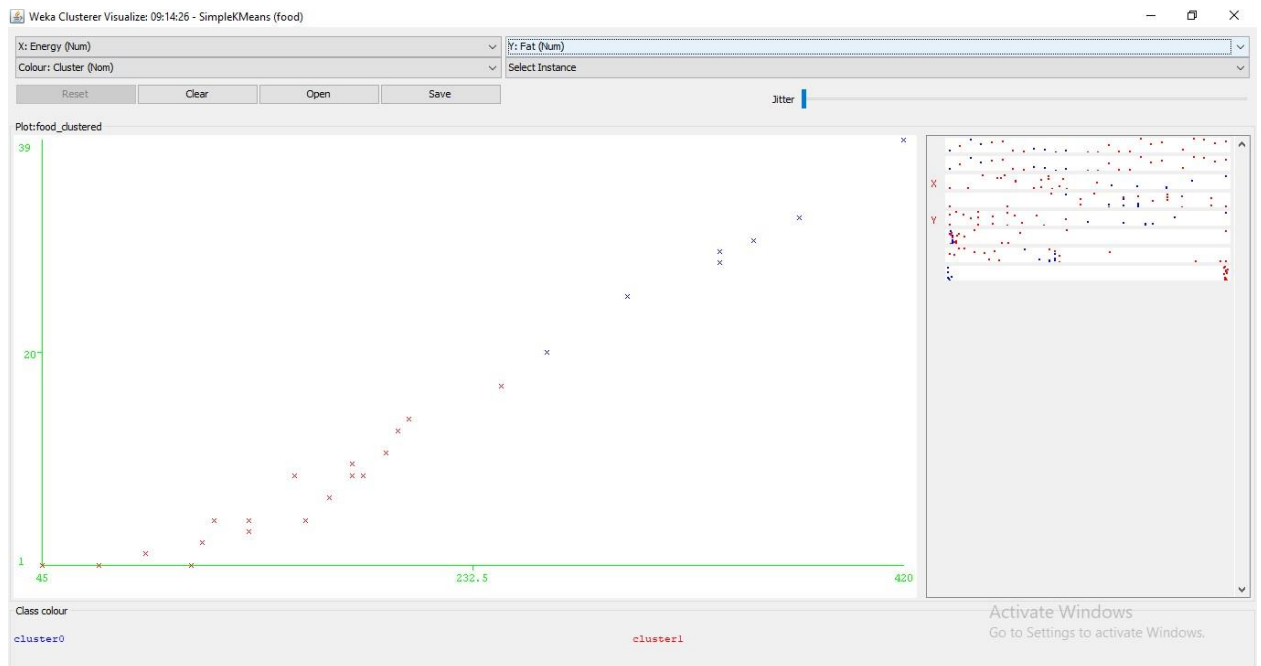 Weka Clusterer Visualize: 09:14:26 - SimpleKMeans (food)
X: Energy (Num) Y: Fat (Num)
Colour: Cluster (Nom) Select Instance
Reset Clear Open Save Jitter
Plot:food_clustered
39
20
1
45 232.5 420
X
Y
Class colour
cluster0 cluster1
Activate Windows
Go to Settings to activate Windows.